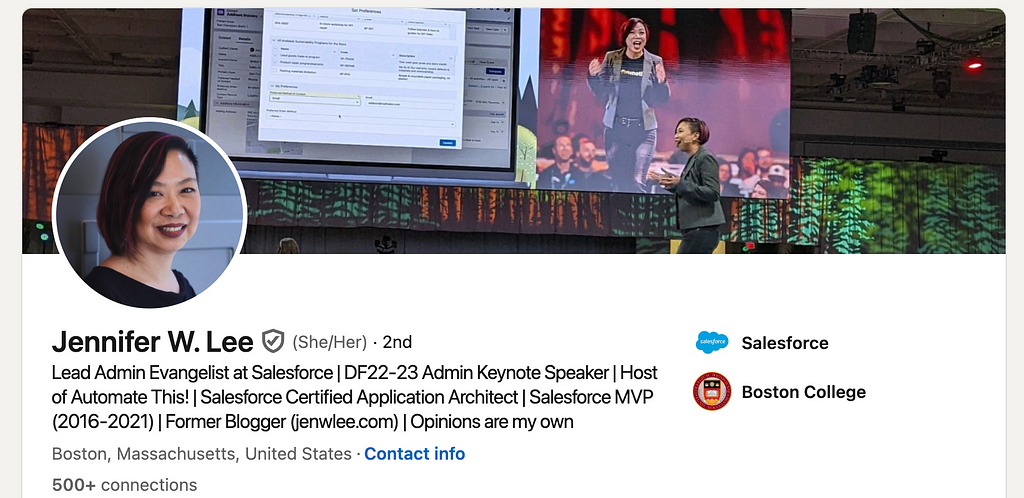 Set Preferences
Update
Jennifer W. Lee (She/Her) · 2nd
Lead Admin Evangelist at Salesforce | DF22-23 Admin Keynote Speaker | Host
of Automate This! | Salesforce Certified Application Architect | Salesforce MVP
(2016-2021) | Former Blogger (jenwlee.com) | Opinions are my own
Boston, Massachusetts, United States · Contact info
500+ connections
salesforce Salesforce
Boston College